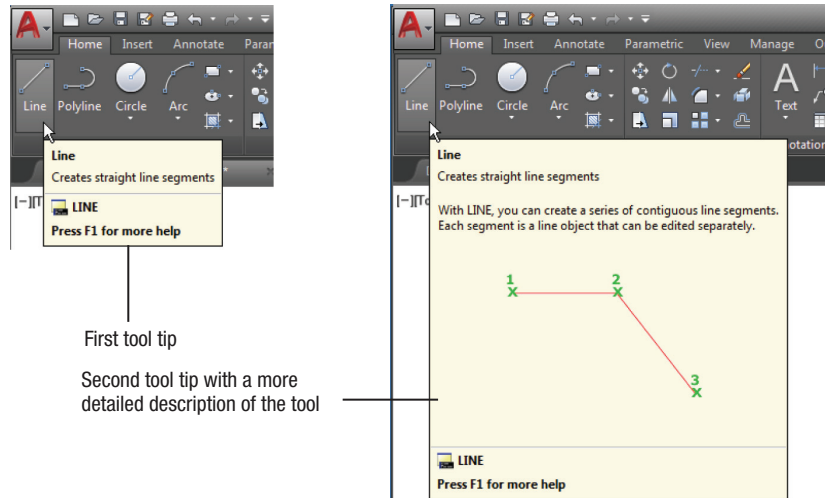 A
Home Insert Annotate Parar
Line Polyline Circle Arc
Line
Creates straight line segments
[-][T
LINE
Press F1 for more help
First tool tip
Second tool tip with a more
detailed description of the tool
A
Home Insert Annotate Parametric View Manage O
Line Polyline Circle Arc Text
otation
Line
Creates straight line segments
[-][To
With LINE, you can create a series of contiguous line segments.
Each segment is a line object that can be edited separately.
1 2
3
LINE
Press F1 for more help